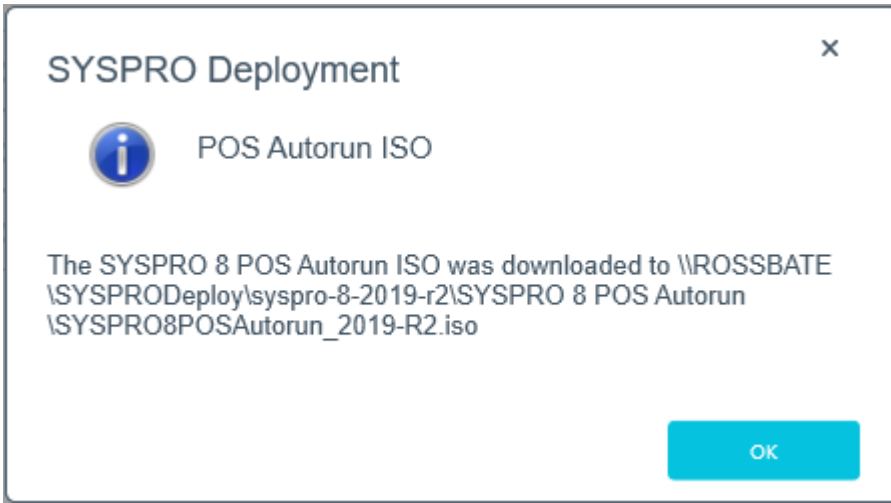 SYSPRO Deployment
POS Autorun ISO
The SYSPRO 8 POS Autorun ISO was downloaded to \\ROSSBATE
\SYSPRODeploy\syspro-8-2019-r2\SYSPRO 8 POS Autorun
\SYSPRO8POSAutorun_2019-R2.iso
OK